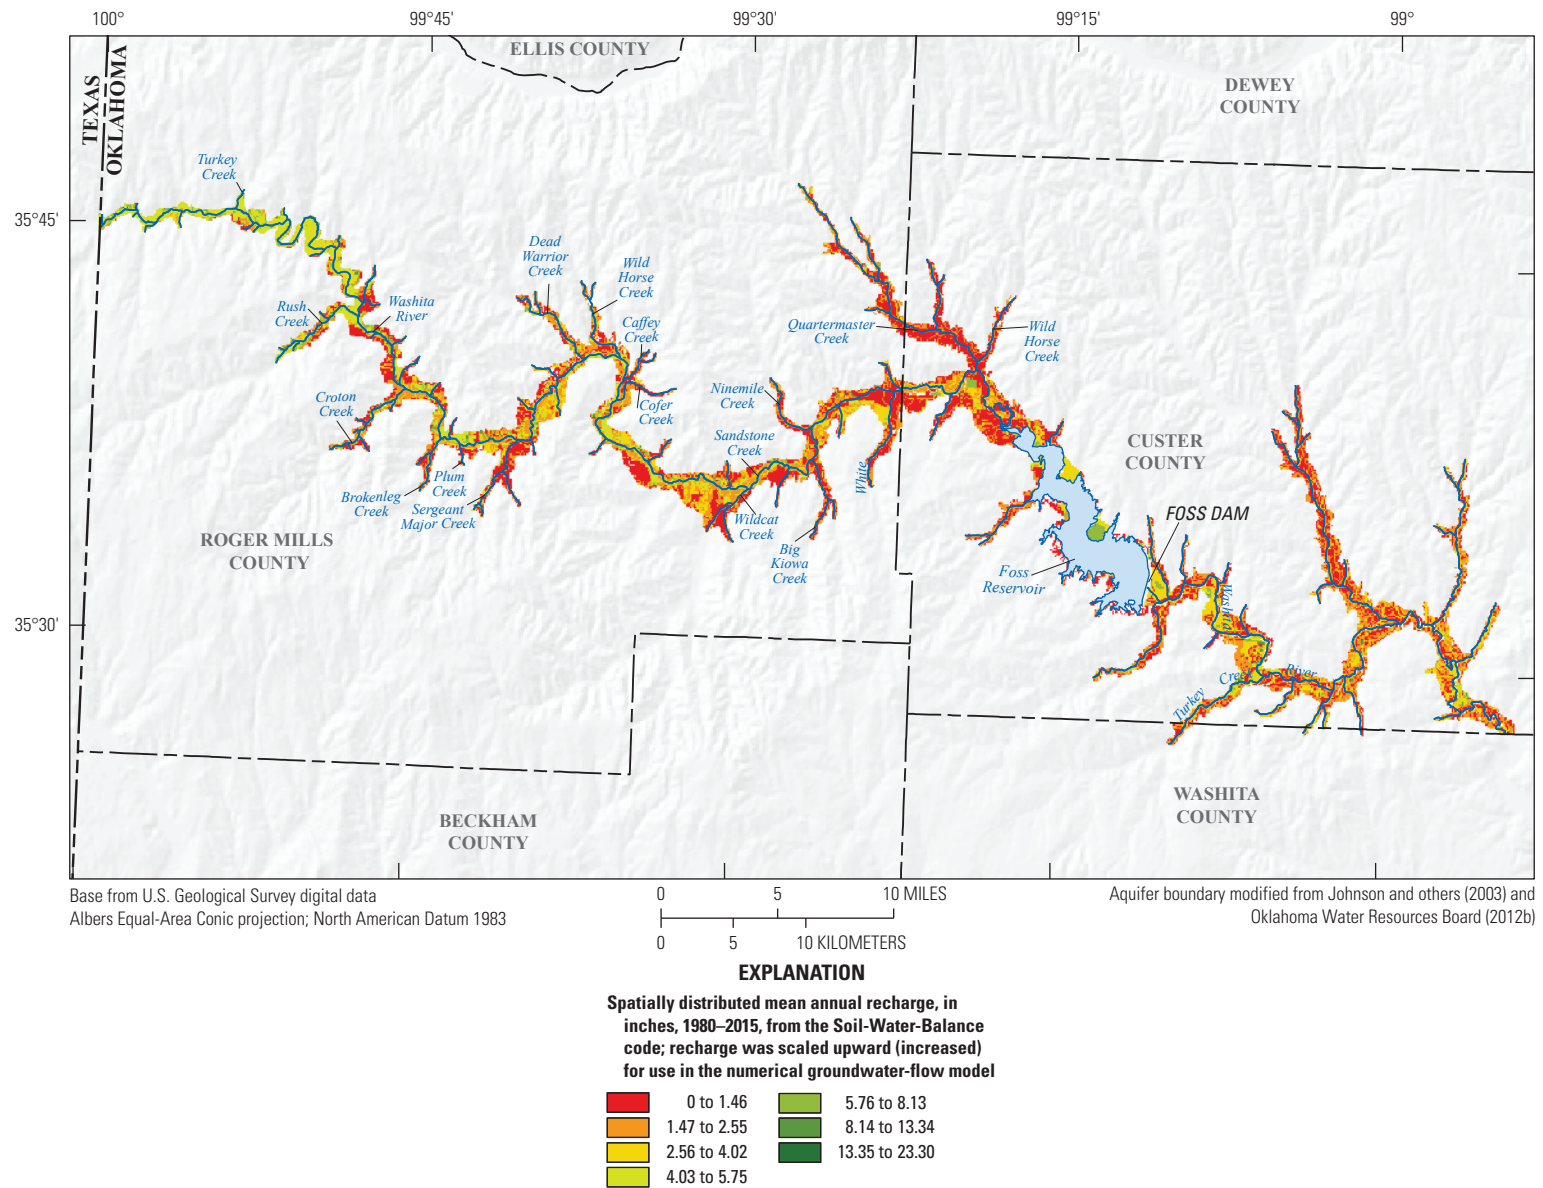 100°
99°45'
99°30'
99°15'
99°
ELLIS COUNTY
DEWEY
COUNTY
TEXAS
OKLAHOMA
Turkey
Creek
35°45'
Dead
Warrior
Creek
Wild
Horse
Creek
Rush
Creek
Washita
River
Caffey
Creek
Quartermaster
Creek
Wild
Horse
Creek
Croton
Creek
Ninemile
Creek
Cofer
Creek
Sandstone
Creek
CUSTER
COUNTY
White
Plum
Creek
Brokenleg
Creek
Sergeant
Major Creek
Wildcat
Creek
FOSS DAM
ROGER MILLS
COUNTY
Big
Kiowa
Creek
Foss
Reservoir
Washita
35°30'
River
Turkey
Creek
WASHITA
COUNTY
BECKHAM
COUNTY
Base from U.S. Geological Survey digital data
Albers Equal-Area Conic projection; North American Datum 1983
0
5
10 MILES
0
5
10 KILOMETERS
Aquifer boundary modified from Johnson and others (2003) and
Oklahoma Water Resources Board (2012b)
EXPLANATION
Spatially distributed mean annual recharge, in
inches, 1980–2015, from the Soil-Water-Balance
code; recharge was scaled upward (increased)
for use in the numerical groundwater-flow model
0 to 1.46
1.47 to 2.55
2.56 to 4.02
4.03 to 5.75
5.76 to 8.13
8.14 to 13.34
13.35 to 23.30